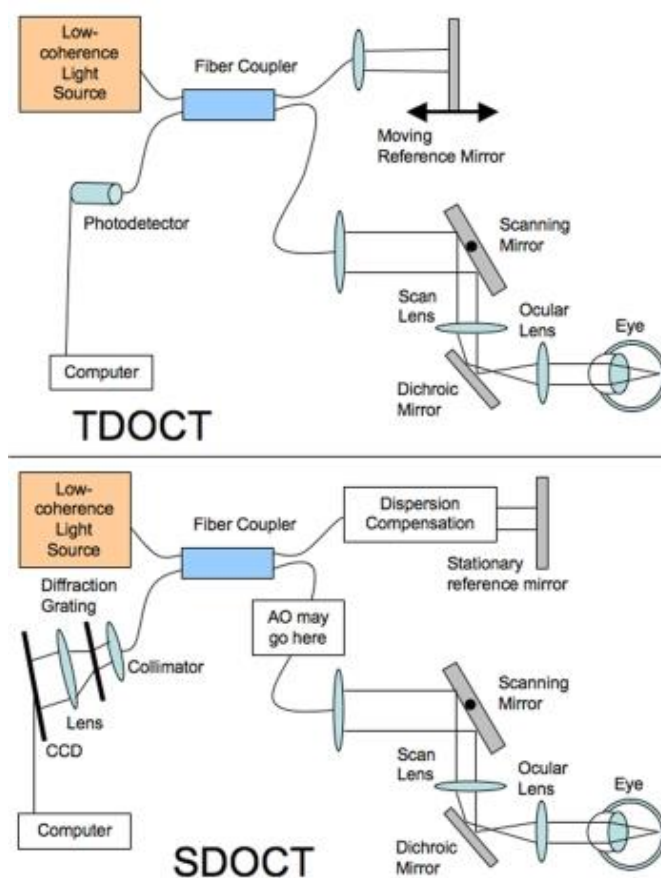 Low-
coherence
Light
Source
Fiber Coupler
Moving
Reference Mirror
Photodetector
Scanning
Mirror
Scan
Lens
Ocular
Lens
Eye
Computer
Dichroic
Mirror
TDOCT
Low-
coherence
Light
Source
Fiber Coupler
Dispersion
Compensation
Stationary
reference mirror
Diffraction
Grating
AO may
go here
Collimator
Lens
CCD
Scanning
Mirror
Scan
Lens
Ocular
Lens
Eye
Computer
Dichroic
Mirror
SDOCT